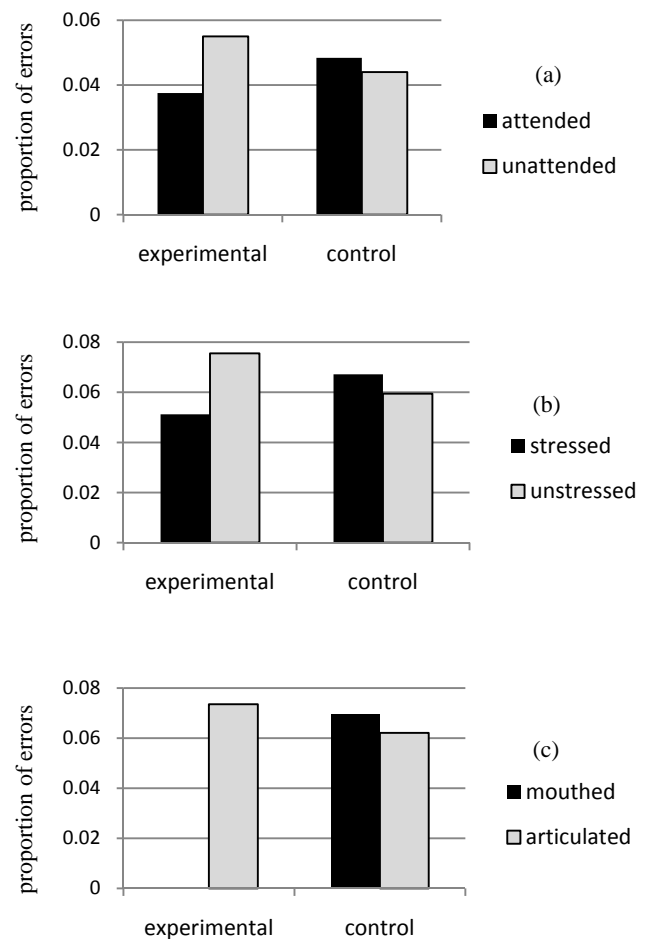 proportion of errors
0.06
0.04
0.02
0
experimental control
(a)
attended
unattended
proportion of errors
0.08
0.06
0.04
0.02
0
experimental control
(b)
stressed
unstressed
proportion of errors
0.08
0.06
0.04
0.02
0
experimental control
(c)
mouthed
articulated